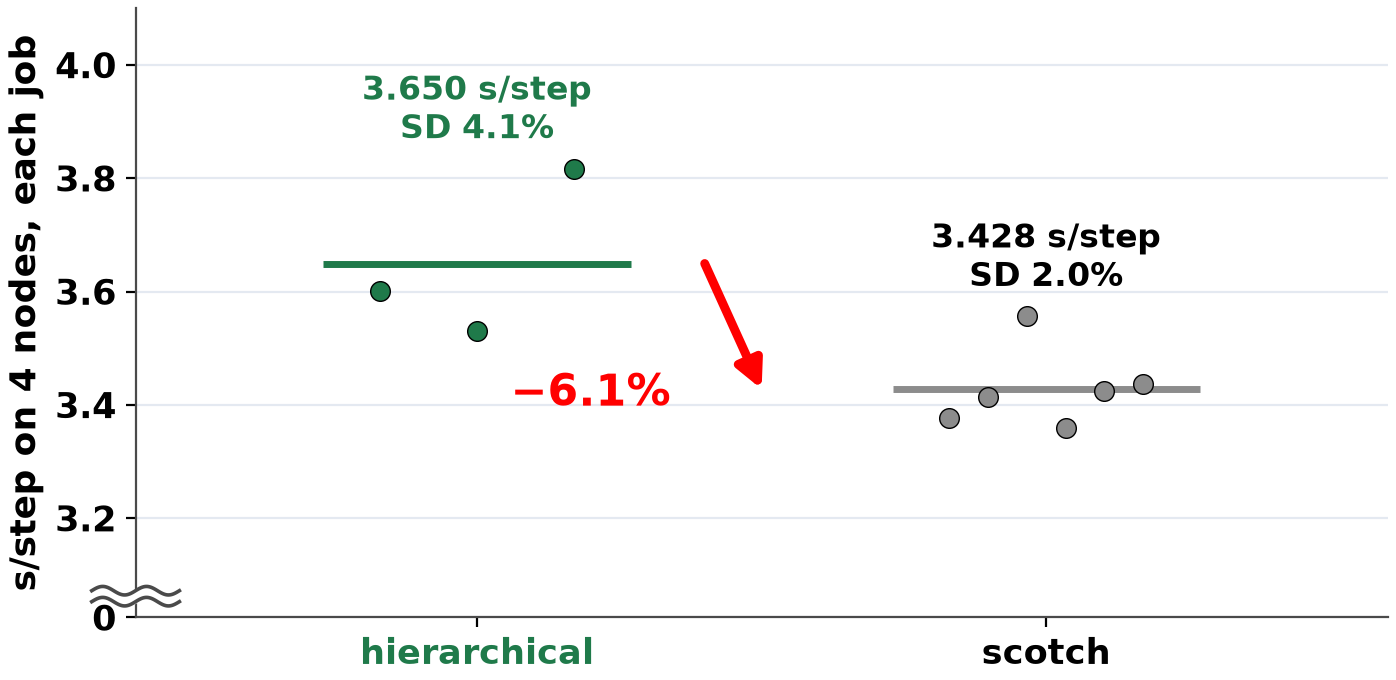 s/step on 4 nodes, each job
4.0
3.8
3.6
3.4
3.2
0
3.650 s/step
SD 4.1%
3.428 s/step
SD 2.0%
−6.1%
hierarchical
scotch